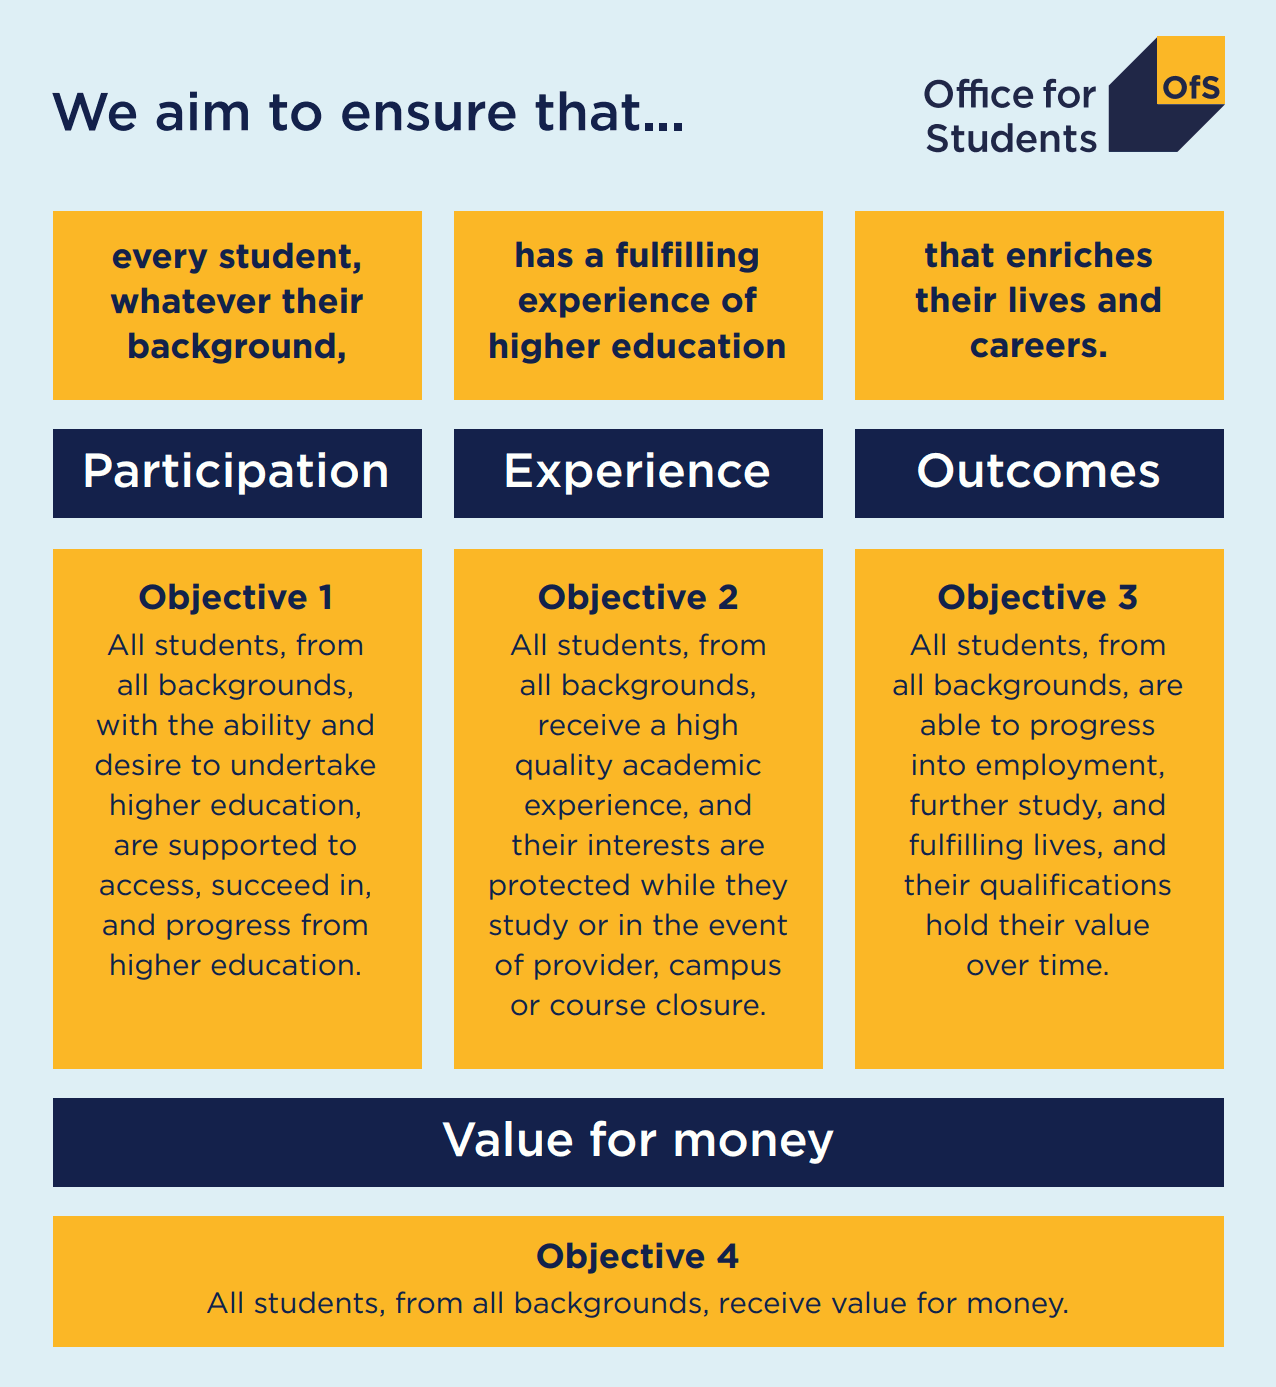 We aim to ensure that...
Office for
Students
OfS
every student,
whatever their
background,
has a fulfilling
experience of
higher education
that enriches
their lives and
careers.
Participation
Experience
Outcomes
Objective 1
All students, from
all backgrounds,
with the ability and
desire to undertake
higher education,
are supported to
access, succeed in,
and progress from
higher education.
Objective 2
All students, from
all backgrounds,
receive a high
quality academic
experience, and
their interests are
protected while they
study or in the event
of provider, campus
or course closure.
Objective 3
All students, from
all backgrounds, are
able to progress
into employment,
further study, and
fulfilling lives, and
their qualifications
hold their value
over time.
Value for money
Objective 4
All students, from all backgrounds, receive value for money.